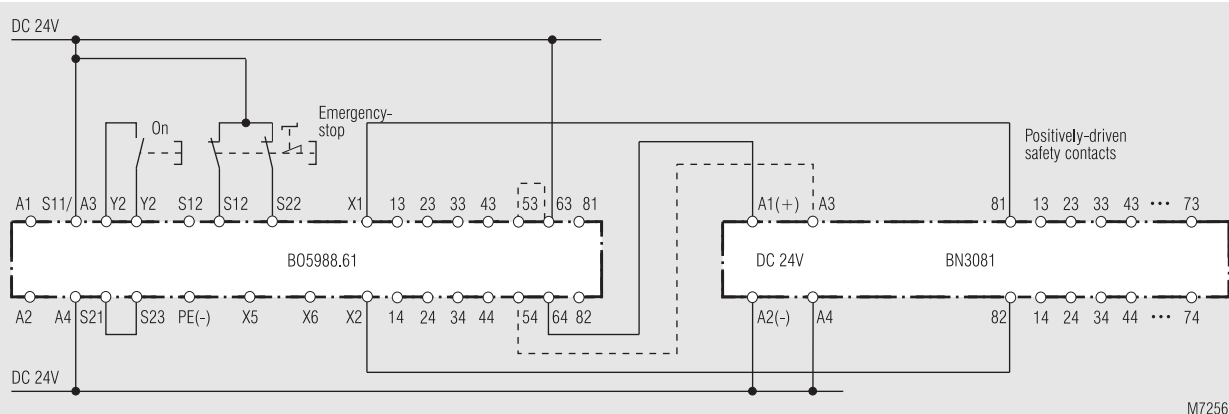 DC 24V
On
Emergency-
stop
Positively-driven
safety contacts
A1 S11/ A3 Y2 Y2 S12 S12 S22 X1 13 23 33 43 53 63 81
A1(+) A3 81 13 23 33 43 ••• 73
BO5988.61
DC 24V BN3081
A2 A4 S21 S23 PE(-) X5 X6 X2 14 24 34 44 54 64 82
A2(-) A4 82 14 24 34 44 ••• 74
DC 24V
M7256